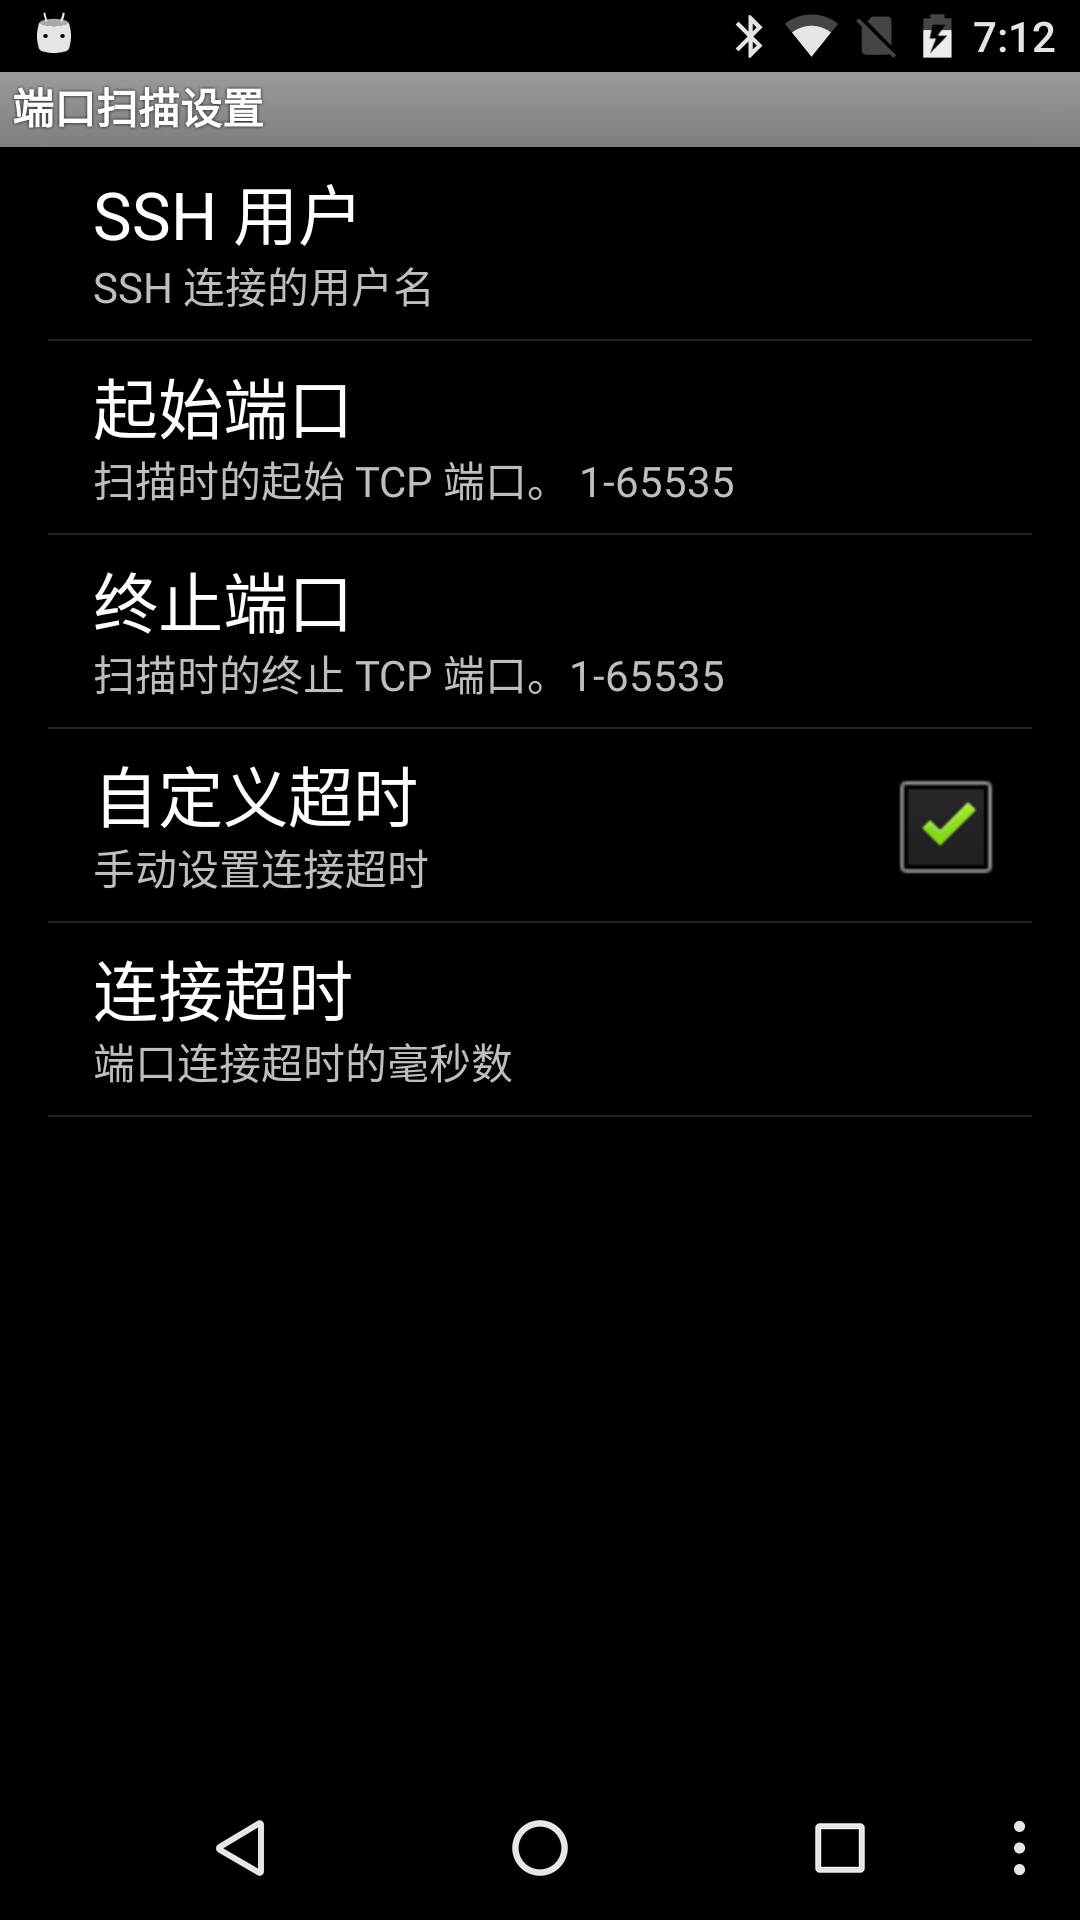 7:12
端口扫描设置
SSH 用户
SSH 连接的用户名
起始端口
扫描时的起始 TCP 端口。 1-65535
终止端口
扫描时的终止 TCP 端口。1-65535
自定义超时
手动设置连接超时
连接超时
端口连接超时的毫秒数